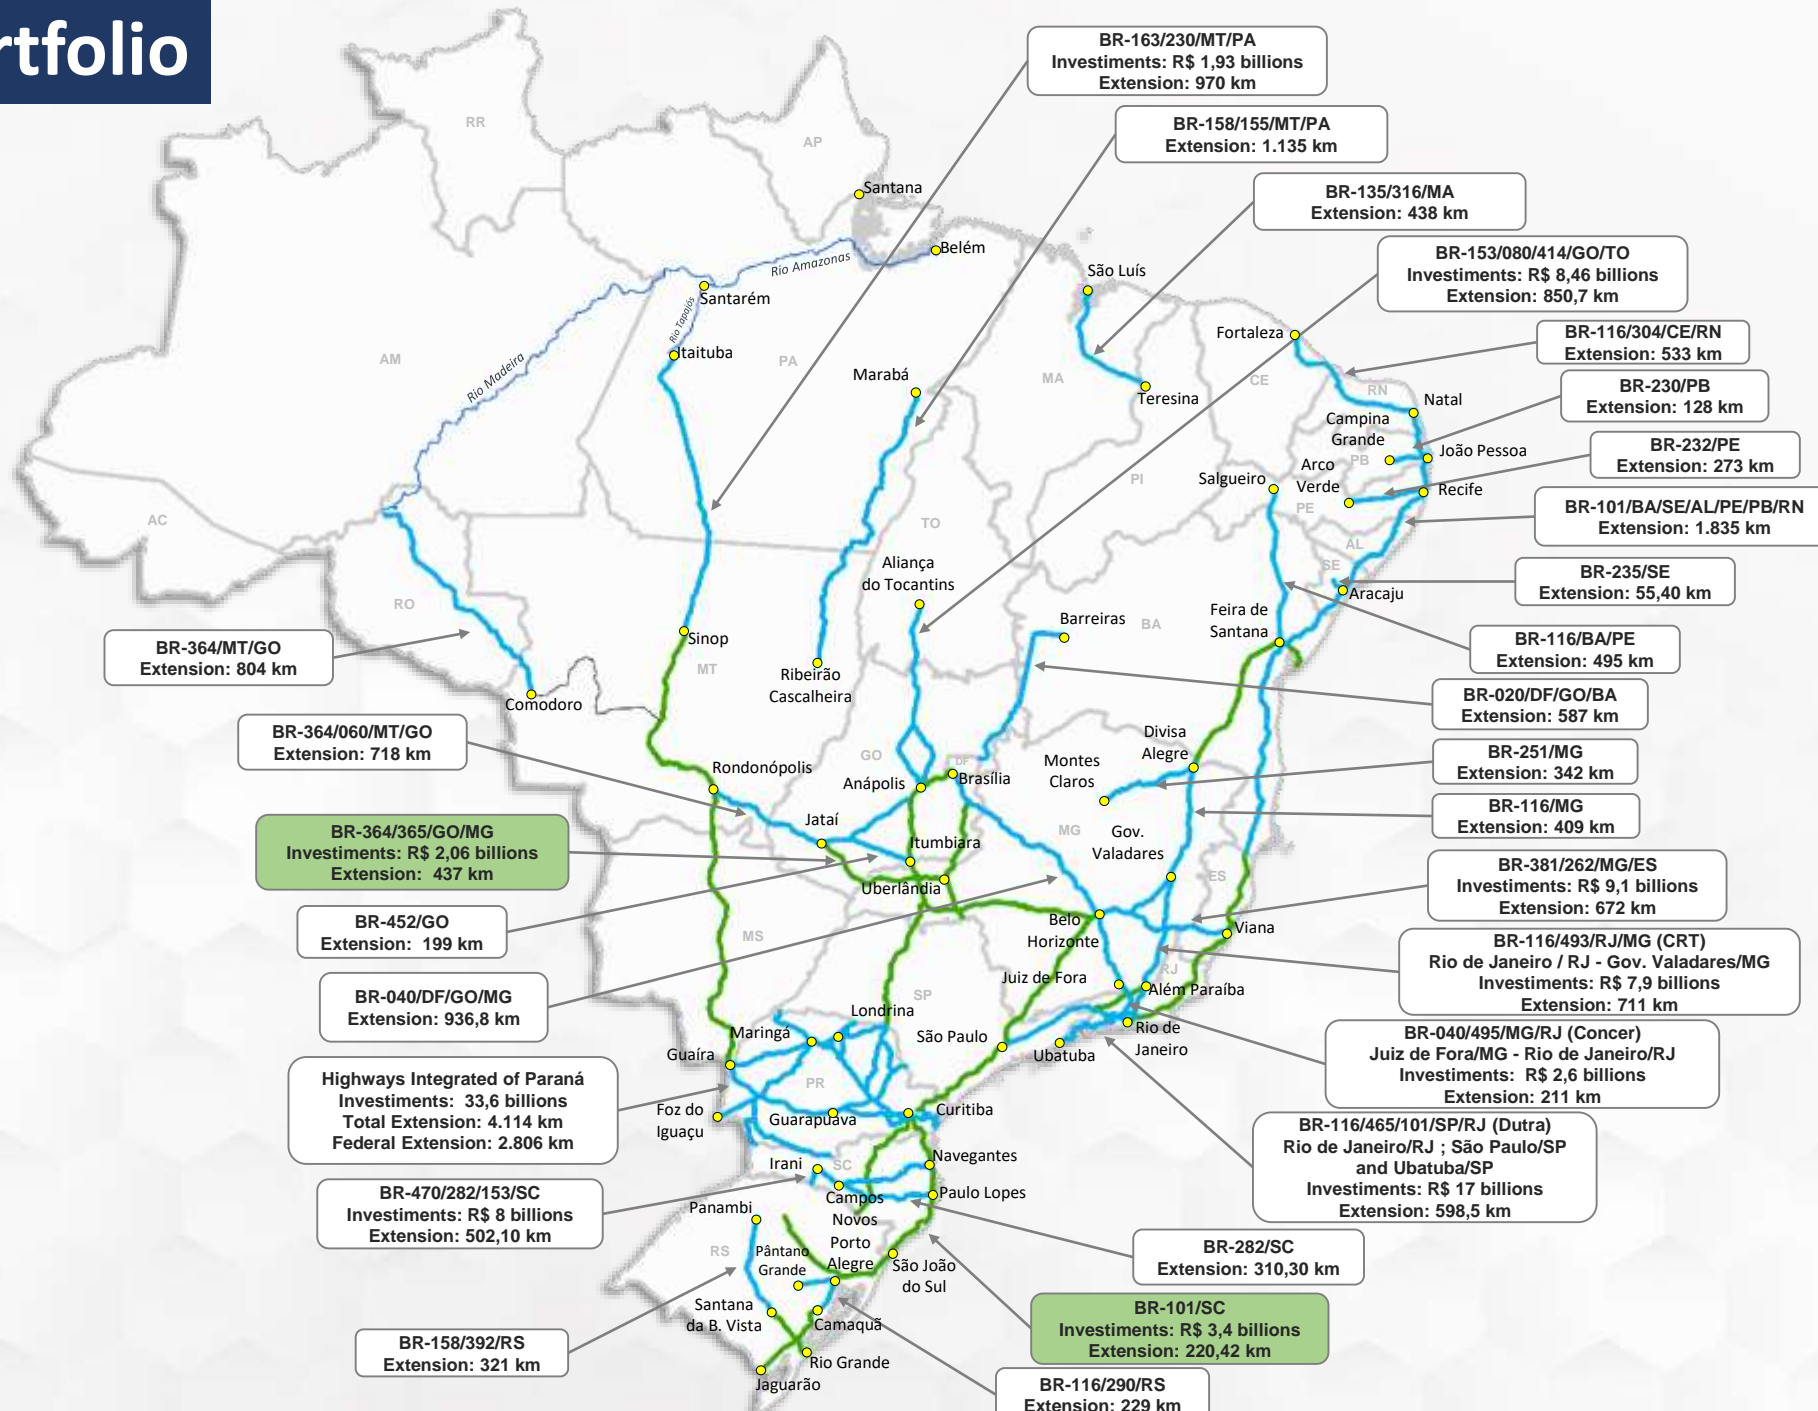 rtfolio
BR-163/230/MT/PA
Investiments: R$ 1,93 billions
Extension: 970 km
BR-158/155/MT/PA
Extension: 1.135 km
BR-135/316/MA
Extension: 438 km
BR-153/080/414/GO/TO
Investiments: R$ 8,46 billions
Extension: 850,7 km
BR-116/304/CE/RN
Extension: 533 km
BR-230/PB
Extension: 128 km
BR-232/PE
Extension: 273 km
BR-101/BA/SE/AL/PE/PB/RN
Extension: 1.835 km
BR-235/SE
Extension: 55,40 km
BR-116/BA/PE
Extension: 495 km
BR-020/DF/GO/BA
Extension: 587 km
BR-251/MG
Extension: 342 km
BR-116/MG
Extension: 409 km
BR-381/262/MG/ES
Investiments: R$ 9,1 billions
Extension: 672 km
BR-116/493/RJ/MG (CRT)
Rio de Janeiro / RJ - Gov. Valadares/MG
Investiments: R$ 7,9 billions
Extension: 711 km
BR-040/495/MG/RJ (Concer)
Juiz de Fora/MG - Rio de Janeiro/RJ
Investiments: R$ 2,6 billions
Extension: 211 km
BR-116/465/101/SP/RJ (Dutra)
Rio de Janeiro/RJ ; São Paulo/SP
and Ubatuba/SP
Investiments: R$ 17 billions
Extension: 598,5 km
BR-282/SC
Extension: 310,30 km
BR-101/SC
Investiments: R$ 3,4 billions
Extension: 220,42 km
BR-116/290/RS
Extension: 229 km
BR-364/MT/GO
Extension: 804 km
BR-364/060/MT/GO
Extension: 718 km
BR-364/365/GO/MG
Investiments: R$ 2,06 billions
Extension: 437 km
BR-452/GO
Extension: 199 km
BR-040/DF/GO/MG
Extension: 936,8 km
Highways Integrated of Paraná
Investiments: 33,6 billions
Total Extension: 4.114 km
Federal Extension: 2.806 km
BR-470/282/153/SC
Investiments: R$ 8 billions
Extension: 502,10 km
BR-158/392/RS
Extension: 321 km
RR
AP
Santana
Belém
Rio Amazonas
Santarém
Rio Tapajós
Itaituba
AM
PA
Rio Madeira
São Luís
Marabá
MA
Teresina
Fortaleza
CE
RN
Natal
Campina
Grande
PB
João Pessoa
Arco
Verde
Salgueiro
Recife
PE
PI
AL
SE
Aracaju
AC
TO
Aliança
do Tocantins
RO
Sinop
MT
Ribeirão
Cascalheira
Comodoro
Barreiras
BA
Feira de
Santana
Divisa
Alegre
Montes
Claros
GO
DF
Brasília
Anápolis
Rondonópolis
Jataí
Itumbiara
Uberlândia
MG
Gov.
Valadares
ES
Belo
Horizonte
Viana
MS
Juiz de Fora
RJ
Além Paraíba
SP
Londrina
Maringá
São Paulo
Ubatuba
Rio de
Janeiro
Guaíra
PR
Foz do
Iguaçu
Guarapuava
Curitiba
Irani
SC
Navegantes
Campos
Novos
Paulo Lopes
Panambi
RS
Pântano
Grande
Porto
Alegre
São João
do Sul
Santana
da B. Vista
Camaquã
Rio Grande
Jaguarão